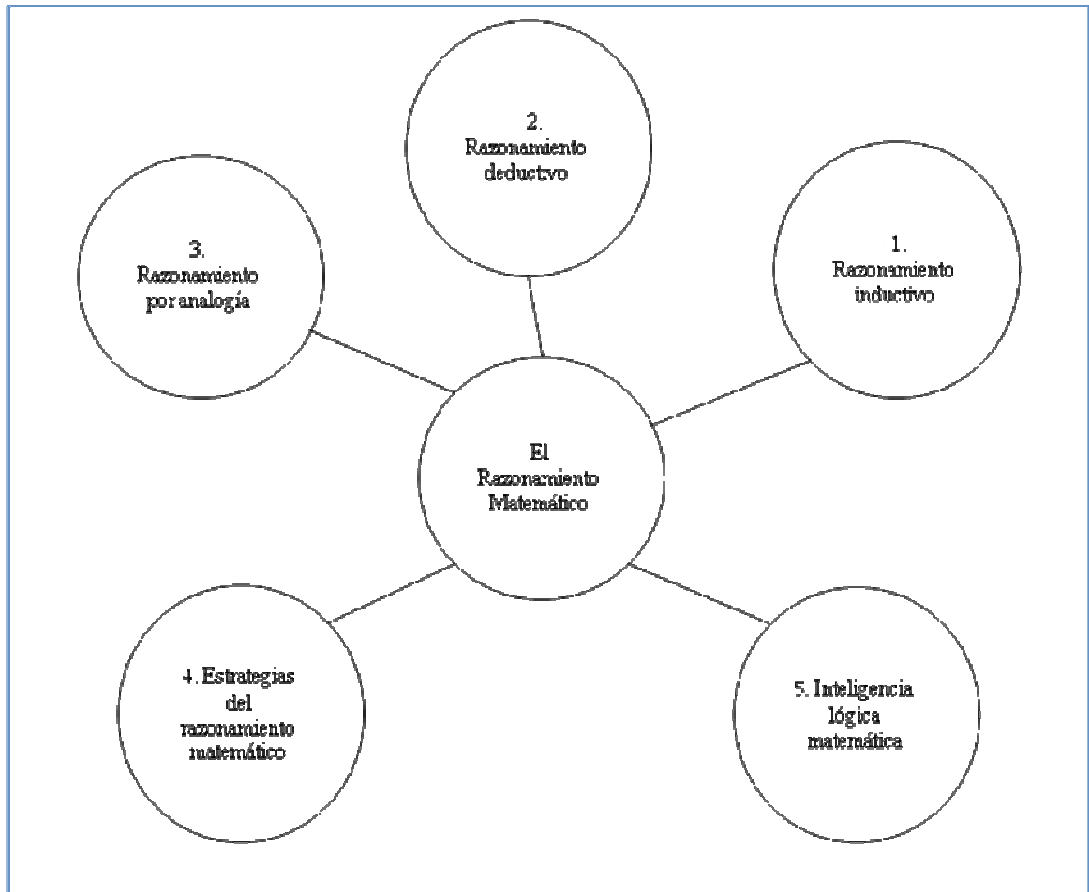 2.
Razonamiento
deductivo
3.
Razonamiento
por analogía
1.
Razonamiento
inductivo
El
Razonamiento
Matemático
4. Estrategias
del
razonamiento
matemático
5. Inteligencia
lógica
matemática